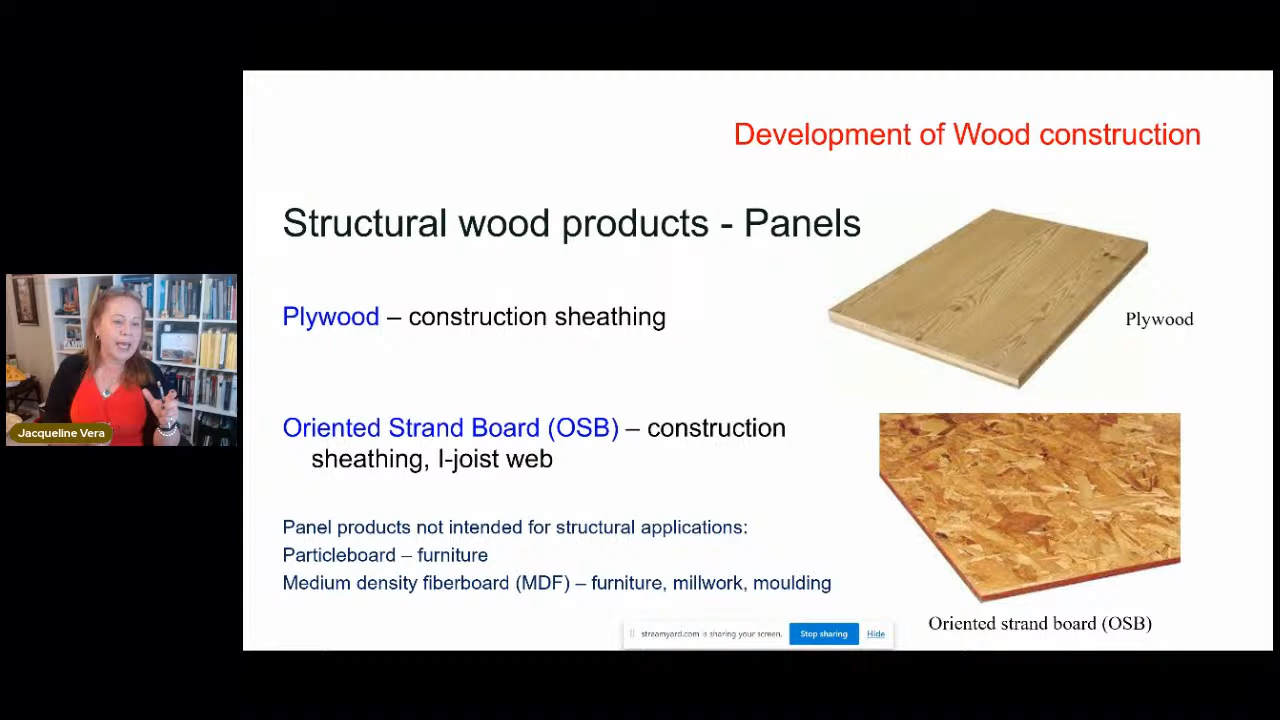 Development of Wood construction
Structural wood products - Panels
Plywood – construction sheathing
Plywood
Oriented Strand Board (OSB) – construction
sheathing, I-joist web
Panel products not intended for structural applications:
Particleboard – furniture
Medium density fiberboard (MDF) – furniture, millwork, moulding
Oriented strand board (OSB)
streamyard.com is sharing your screen.
Stop sharing
Hide
Jacqueline Vera